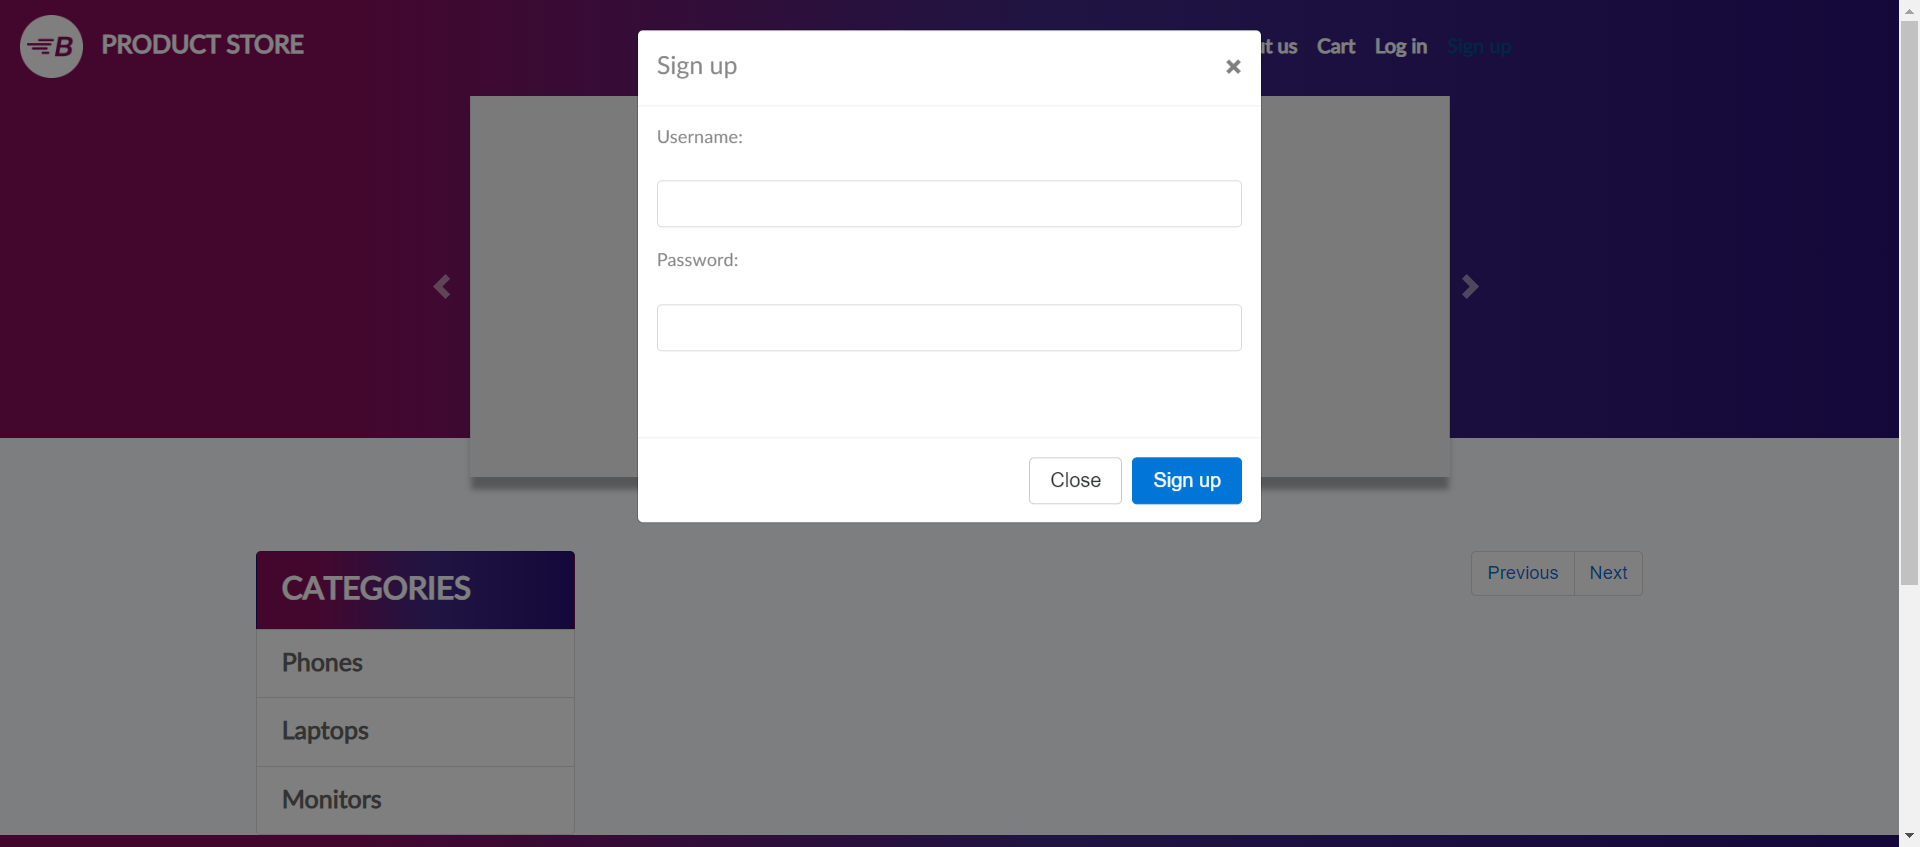 B PRODUCT STORE
t us Cart Log in Sign up
Sign up ×
Username:
Password:
Close Sign up
CATEGORIES
Phones
Laptops
Monitors
Previous Next